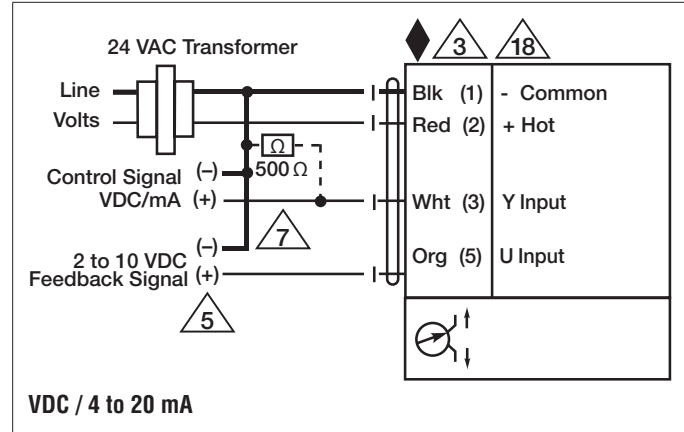 3 18
24 VAC Transformer
Line
Volts
Blk (1) - Common
Red (2) + Hot
Ω
500 Ω
Control Signal (–)
VDC/mA (+)
Wht (3) Y Input
7
(–)
2 to 10 VDC
Feedback Signal (+)
Org (5) U Input
5
VDC / 4 to 20 mA